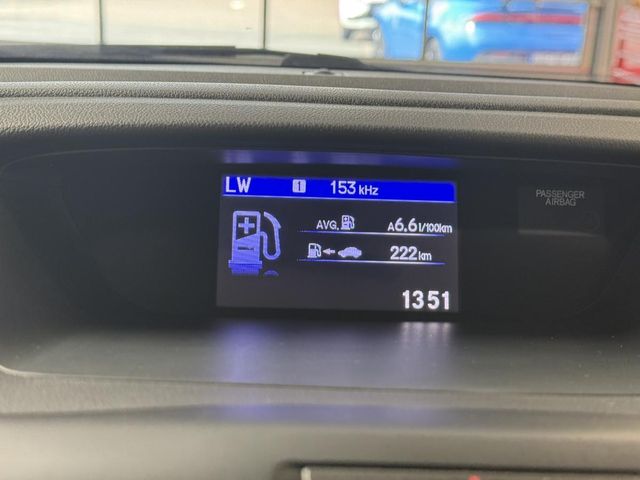 LW 1 153 kHz
AVG. A6.6 l/100km
222 km
1351
PASSENGER
AIRBAG